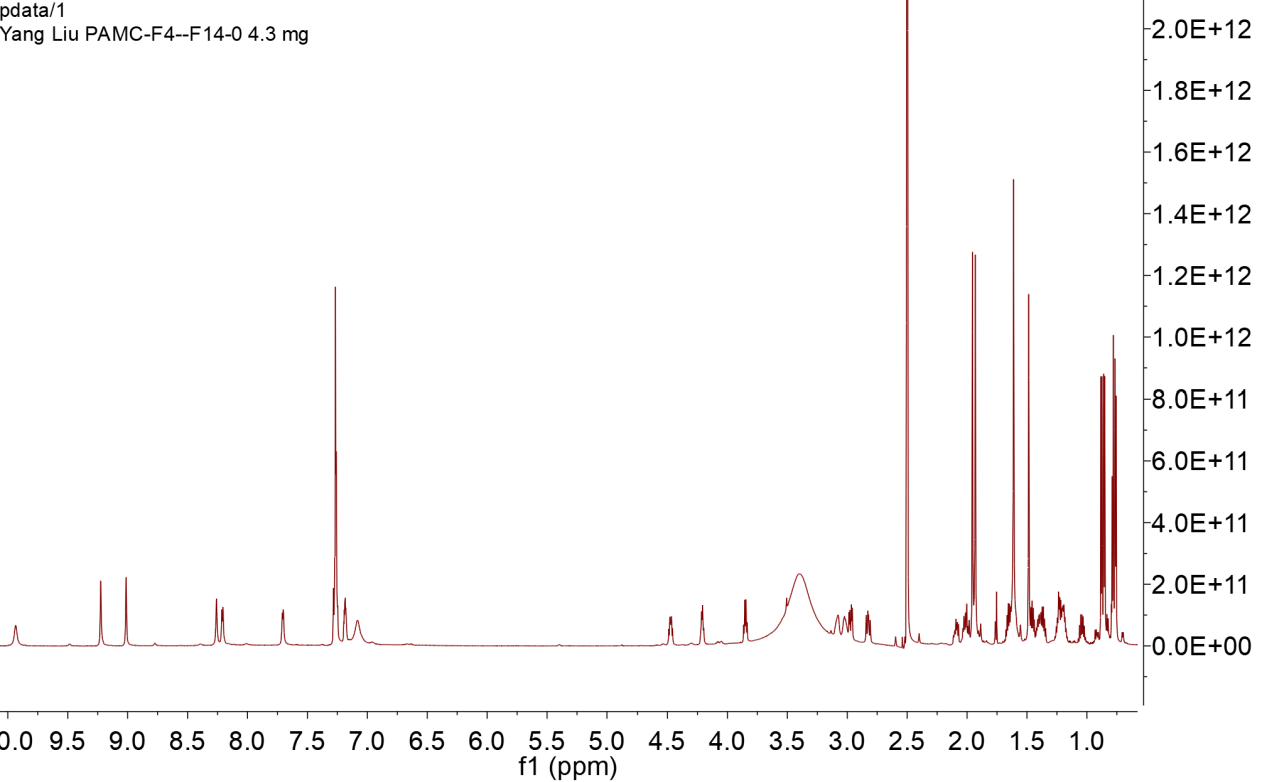 pdata/1
Yang Liu PAMC-F4--F14-0 4.3 mg
2.0E+12
1.8E+12
1.6E+12
1.4E+12
1.2E+12
1.0E+12
8.0E+11
6.0E+11
4.0E+11
2.0E+11
0.0E+00
0.0 9.5 9.0 8.5 8.0 7.5 7.0 6.5 6.0 5.5 5.0 4.5 4.0 3.5 3.0 2.5 2.0 1.5 1.0
f1 (ppm)